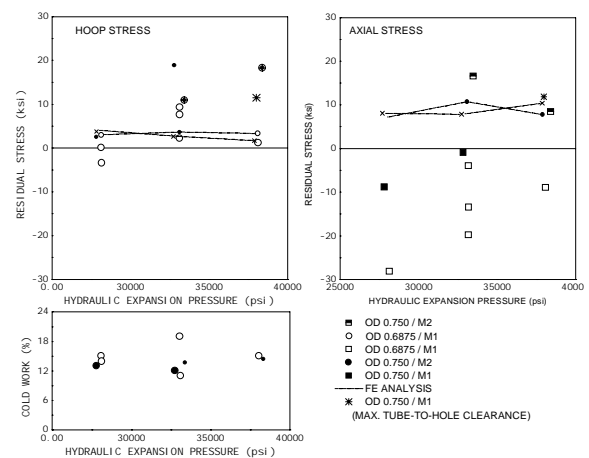 HOOP STRESS
30
20
10
0
-10
-20
-30
RESIDUAL STRESS (ksi)
0.00
30000
35000
40000
HYDRAULIC EXPANSION PRESSURE (psi)
AXIAL STRESS
30
20
10
0
-10
-20
-30
RESIDUAL STRESS (ksi)
25000
30000
35000
4000
HYDRAULIC EXPANSION PRESSURE (psi)
24
18
12
6
0
COLD WORK (%)
0.00
30000
35000
40000
HYDRAULIC EXPANSION PRESSURE (psi)
OD 0.750 / M2
OD 0.6875 / M1
OD 0.6875 / M1
OD 0.750 / M2
OD 0.750 / M1
FE ANALYSIS
OD 0.750 / M1
(MAX. TUBE-TO-HOLE CLEARANCE)